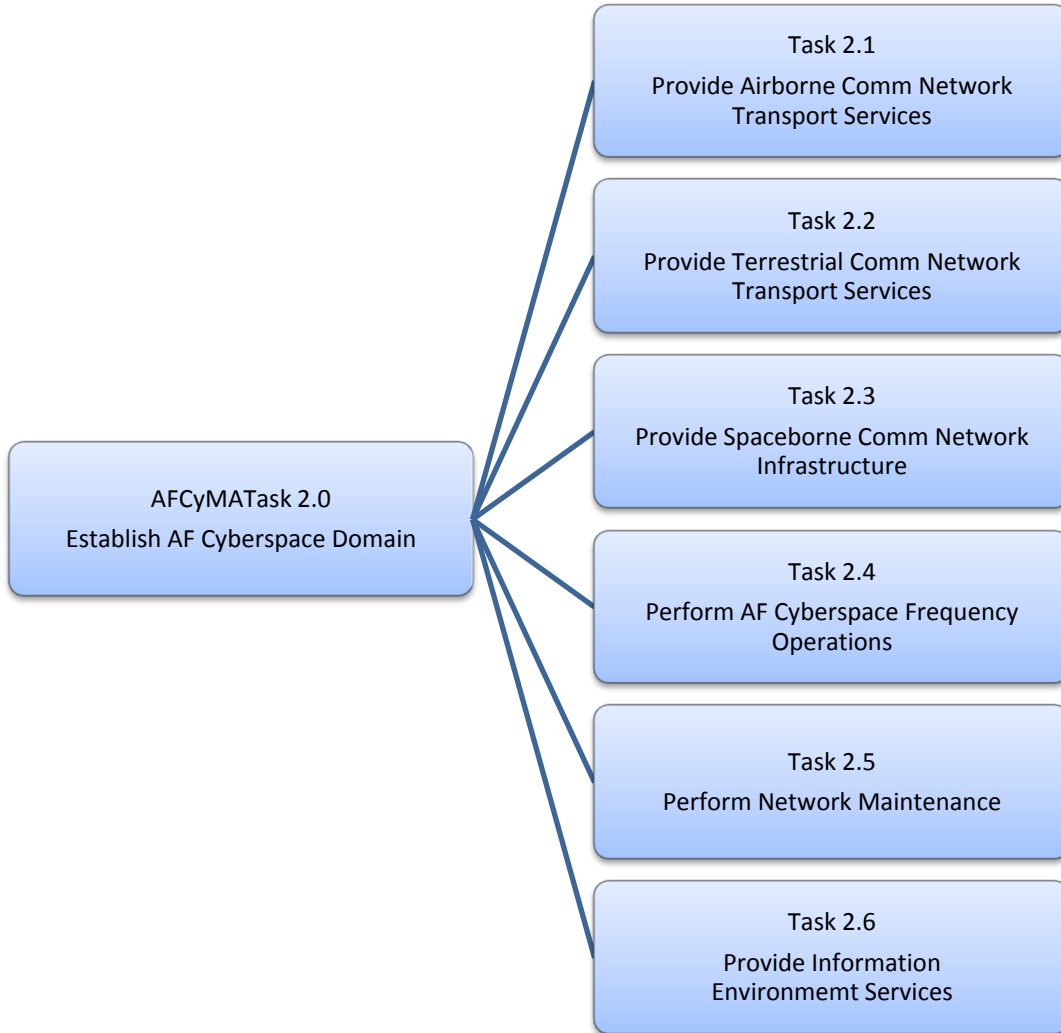 Task 2.1
Provide Airborne Comm Network
Transport Services
Task 2.2
Provide Terrestrial Comm Network
Transport Services
Task 2.3
Provide Spaceborne Comm Network
Infrastructure
AFCyMATask 2.0
Establish AF Cyberspace Domain
Task 2.4
Perform AF Cyberspace Frequency
Operations
Task 2.5
Perform Network Maintenance
Task 2.6
Provide Information
Environmemt Services